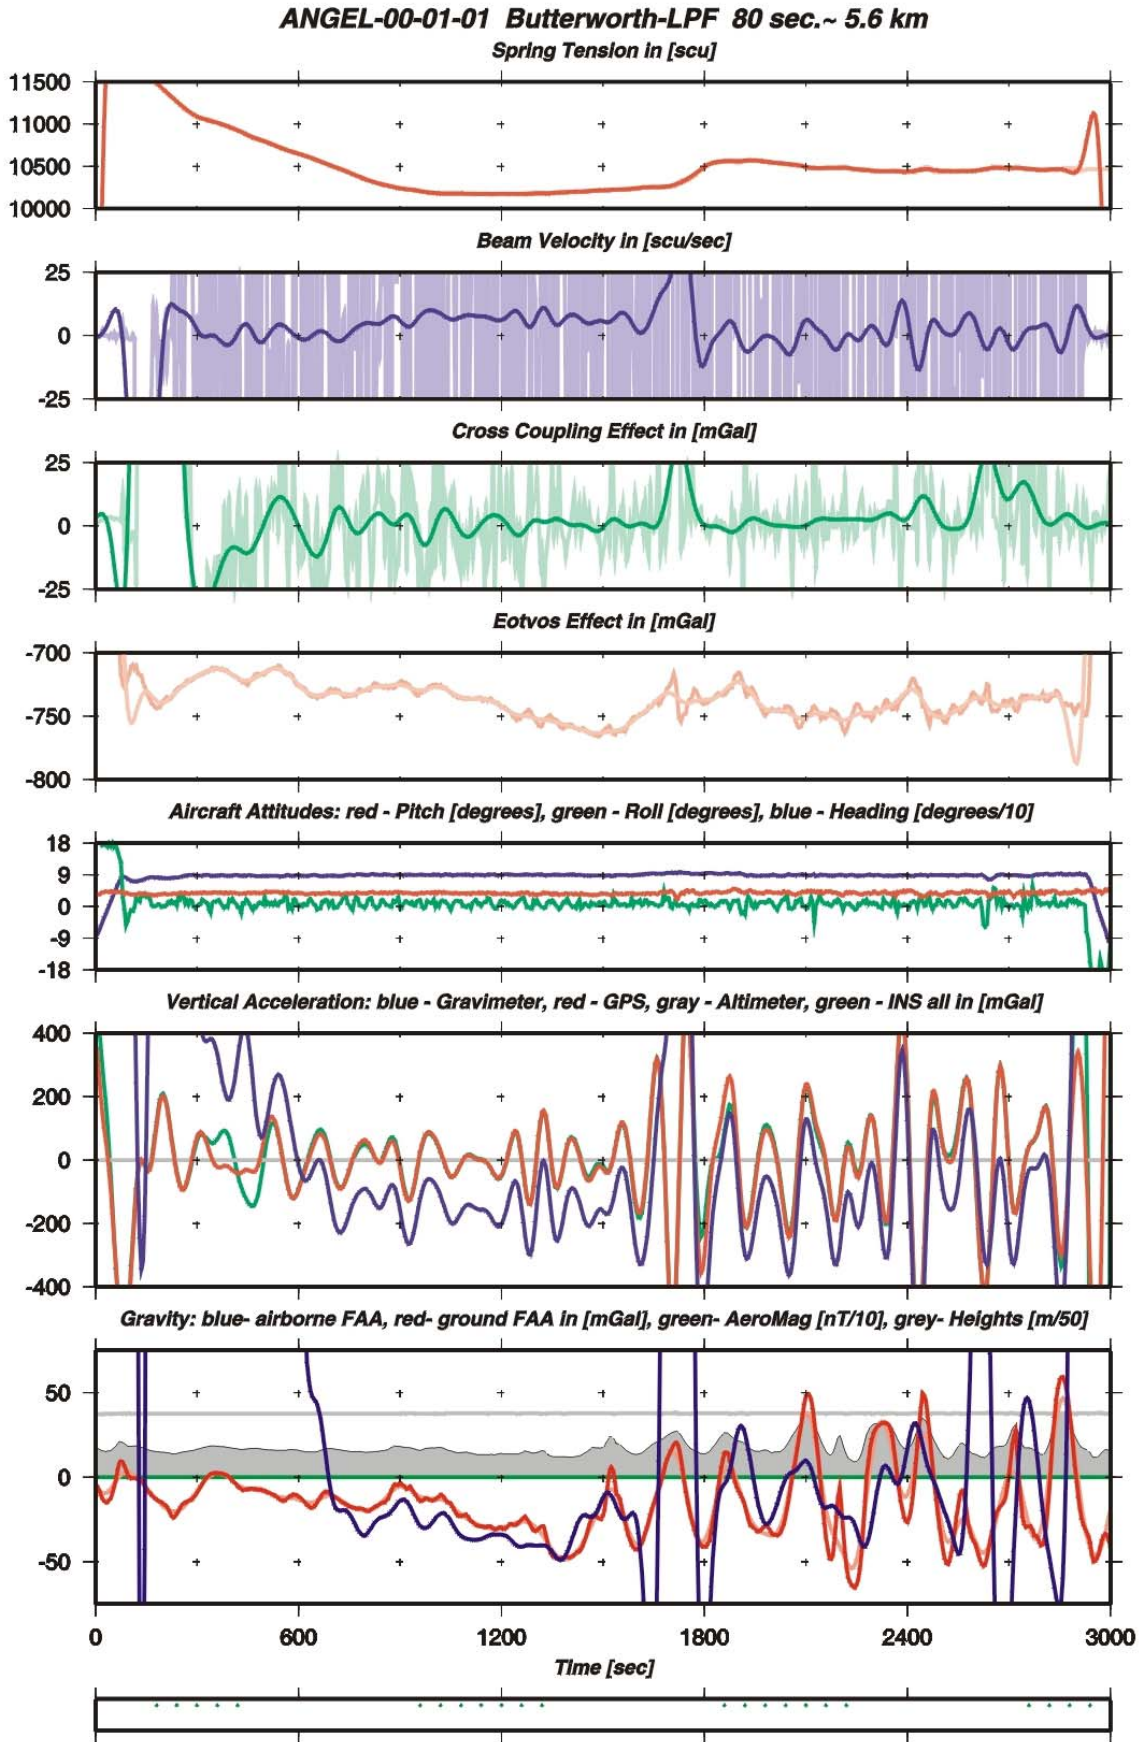 ANGEL-00-01-01 Butterworth-LPF 80 sec.~ 5.6 km
Spring Tension in [scu]
11500
11000
10500
10000
Beam Velocity in [scu/sec]
25
0
-25
Cross Coupling Effect in [mGal]
25
0
-25
Eotvos Effect in [mGal]
-700
-750
-800
Aircraft Attitudes: red - Pitch [degrees], green - Roll [degrees], blue - Heading [degrees/10]
18
9
0
-9
-18
Vertical Acceleration: blue - Gravimeter, red - GPS, gray - Altimeter, green - INS all in [mGal]
400
200
0
-200
-400
Gravity: blue- airborne FAA, red- ground FAA in [mGal], green- AeroMag [nT/10], grey- Heights [m/50]
50
0
-50
0 600 1200 1800 2400 3000
Time [sec]